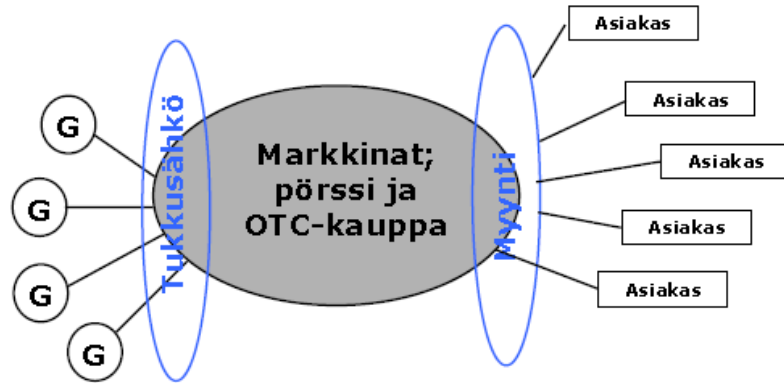 G
G
G
G
Tukkusähkö
Markkinat;
pörssi ja
OTC-kauppa
Myynti
Asiakas
Asiakas
Asiakas
Asiakas
Asiakas